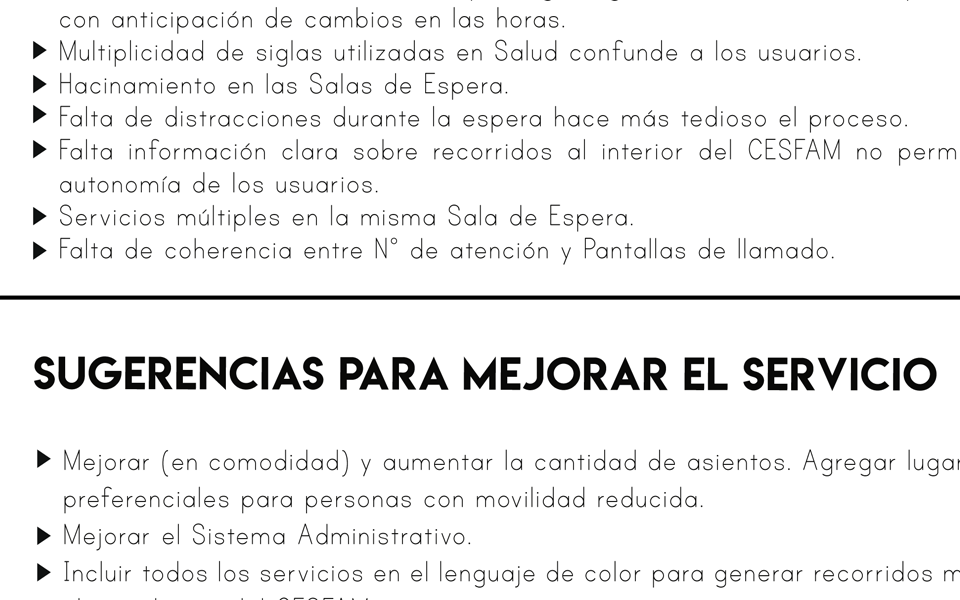 con anticipación de cambios en las horas.
Multiplicidad de siglas utilizadas en Salud confunde a los usuarios.
Hacinamiento en las Salas de Espera.
Falta de distracciones durante la espera hace más tedioso el proceso.
Falta información clara sobre recorridos al interior del CESFAM no perm
autonomía de los usuarios.
Servicios múltiples en la misma Sala de Espera.
Falta de coherencia entre N° de atención y Pantallas de llamado.
SUGERENCIAS PARA MEJORAR EL SERVICIO
Mejorar (en comodidad) y aumentar la cantidad de asientos. Agregar lugar
preferenciales para personas con movilidad reducida.
Mejorar el Sistema Administrativo.
Incluir todos los servicios en el lenguaje de color para generar recorridos m